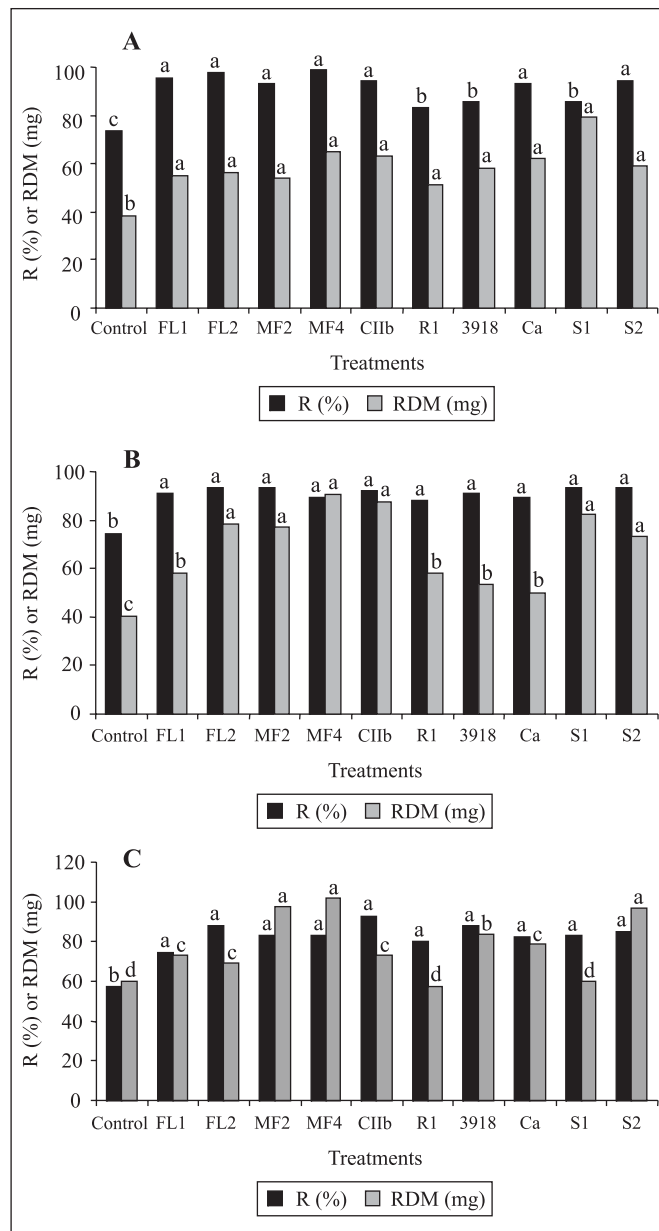 A
R (%) or RDM (mg)
100
80
60
40
20
0
c b a a a a a a a a a a b a b a a a b a a a
Control FL1 FL2 MF2 MF4 CIIb R1 3918 Ca S1 S2
Treatments
R (%) RDM (mg)
B
R (%) or RDM (mg)
100
80
60
40
20
0
b c a b a a a a a a a a a b a b a b a a a a
Control FL1 FL2 MF2 MF4 CIIb R1 3918 Ca S1 S2
Treatments
R (%) RDM (mg)
C
R (%) or RDM (mg)
120
100
80
60
40
20
0
b d a c a c a a a a a c a d a b a c a d a a
Control FL1 FL2 MF2 MF4 CIIb R1 3918 Ca S1 S2
Treatments
R (%) RDM (mg)